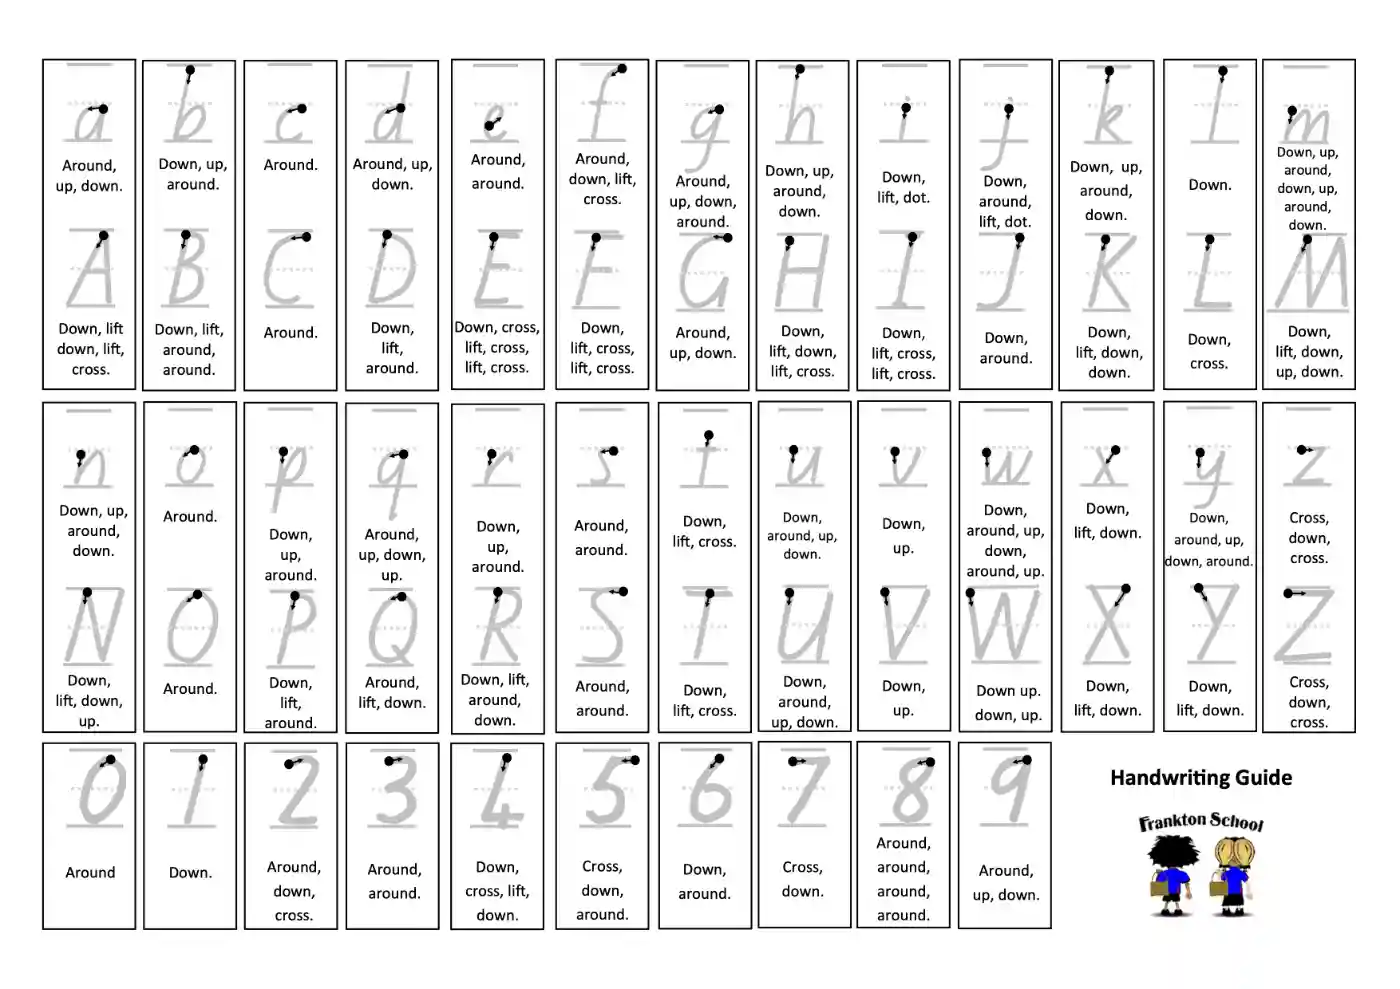 a
Around,
up, down.
A
Down, lift
down, lift,
cross.
b
Down, up,
around.
B
Down, lift,
around,
around.
c
Around.
C
Around.
d
Around, up,
down.
D
Down,
lift,
around.
e
Around,
around.
E
Down, cross,
lift, cross,
lift, cross.
f
Around,
down, lift,
cross.
F
Down,
lift, cross,
lift, cross.
g
Around,
up, down,
around.
G
Around,
up, down.
h
Down, up,
around,
down.
H
Down,
lift, down,
lift, cross.
i
Down,
lift, dot.
I
Down,
lift, cross,
lift, cross.
j
Down,
around,
lift, dot.
J
Down,
around.
k
Down, up,
around,
down.
K
Down,
lift, down,
down.
l
Down.
L
Down,
cross.
m
Down, up,
around,
down, up,
around,
down.
M
Down,
lift, down,
up, down.
n
Down, up,
around,
down.
N
Down,
lift, down,
up.
o
Around.
O
Around.
p
Down,
up,
around.
P
Down,
lift,
around.
q
Around,
up, down,
up.
Q
Around,
lift, down.
r
Down,
up,
around.
R
Down, lift,
around,
down.
s
Around,
around.
S
Around,
around.
t
Down,
lift, cross.
T
Down,
lift, cross.
u
Down,
around, up,
down.
U
Down,
around,
up, down.
v
Down,
up.
V
Down,
up.
w
Down,
around, up,
down,
around, up.
W
Down up.
down, up.
x
Down,
lift, down.
X
Down,
lift, down.
y
Down,
around, up,
down, around.
Y
Down,
lift, down.
z
Cross,
down,
cross.
Z
Cross,
down,
cross.
0
Around
1
Down.
2
Around,
down,
cross.
3
Around,
around.
4
Down,
cross, lift,
down.
5
Cross,
down,
around.
6
Down,
around.
7
Cross,
down.
8
Around,
around,
around,
around.
9
Around,
up, down.
Handwriting Guide
Frankton School